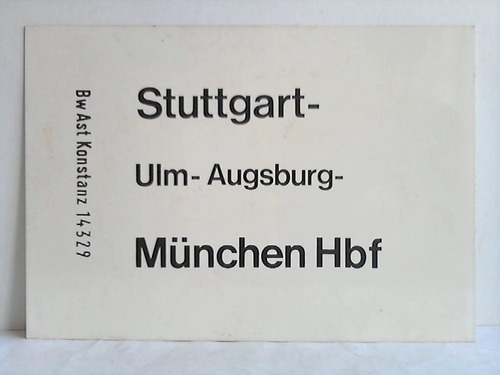 Stuttgart-
Ulm- Augsburg-
München Hbf
Bw Ast Konstanz 14329